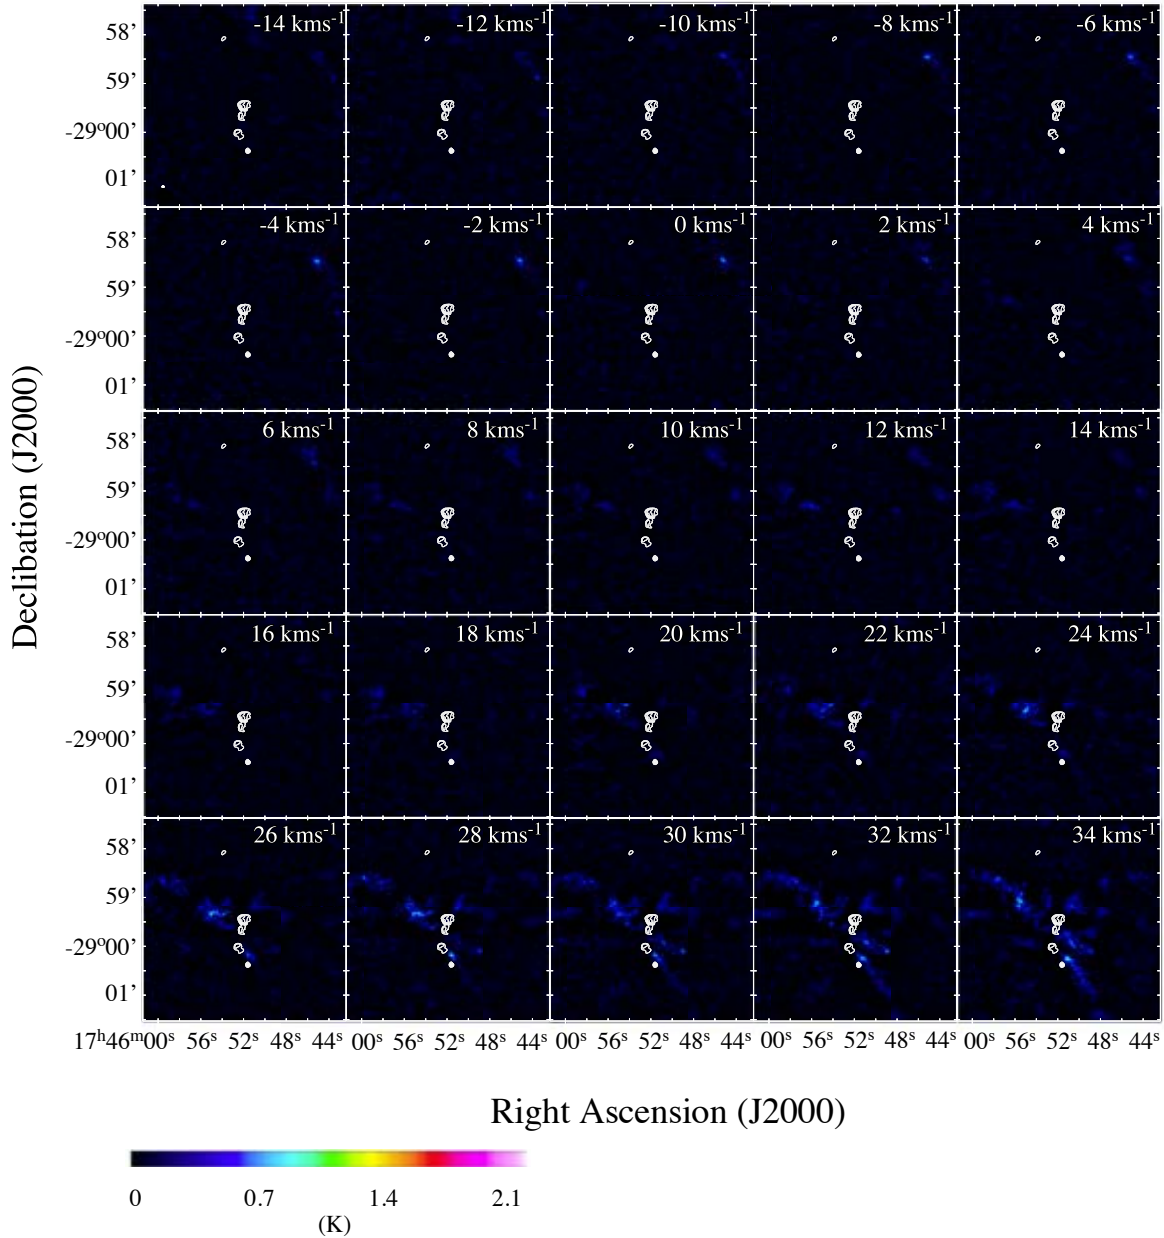 -14 kms-1 -12 kms-1 -10 kms-1 -8 kms-1 -6 kms-1
58’
59’
-29º00’
01’
-4 kms-1 -2 kms-1 0 kms-1 2 kms-1 4 kms-1
58’
59’
-29º00’
01’
6 kms-1 8 kms-1 10 kms-1 12 kms-1 14 kms-1
58’
59’
-29º00’
01’
16 kms-1 18 kms-1 20 kms-1 22 kms-1 24 kms-1
58’
59’
-29º00’
01’
26 kms-1 28 kms-1 30 kms-1 32 kms-1 34 kms-1
58’
59’
-29º00’
01’
Declibation (J2000)
17h46m00s 56s 52s 48s 44s 00s 56s 52s 48s 44s 00s 56s 52s 48s 44s 00s 56s 52s 48s 44s 00s 56s 52s 48s 44s
Right Ascension (J2000)
0 0.7 1.4 2.1
(K)